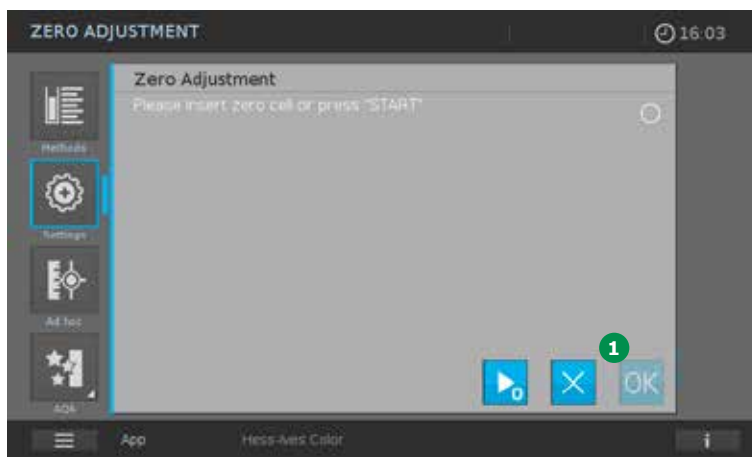 ZERO ADJUSTMENT
16:03
Zero Adjustment
Please insert zero cell or press "START"
Methods
Settings
Ad hoc
AQA
1
0
OK
App
Hess-Ives Color
i